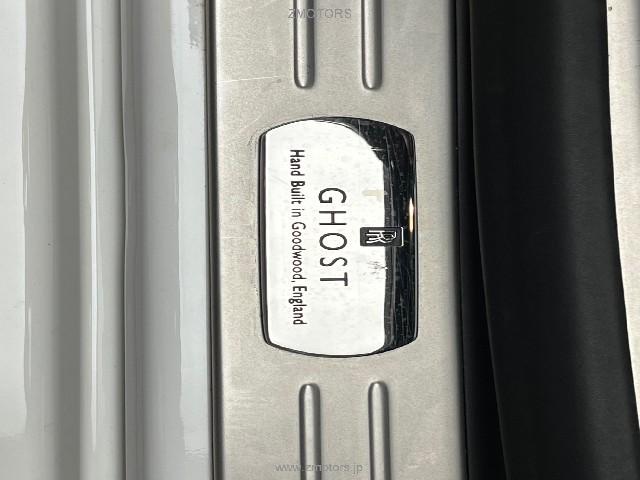 ZMOTORS
RR
GHOST
Hand Built in Goodwood, England
www.zmotors.jp